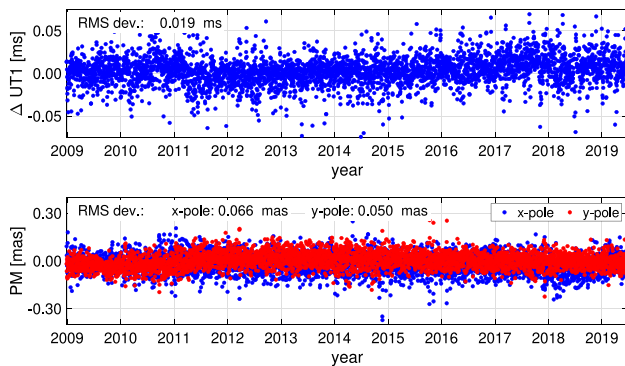 RMS dev.: 0.019 ms
Δ UT1 [ms]
0.05
0.00
-0.05
2009 2010 2011 2012 2013 2014 2015 2016 2017 2018 2019
year
RMS dev.: x-pole: 0.066 mas y-pole: 0.050 mas
x-pole y-pole
PM [mas]
0.30
0.00
-0.30
2009 2010 2011 2012 2013 2014 2015 2016 2017 2018 2019
year